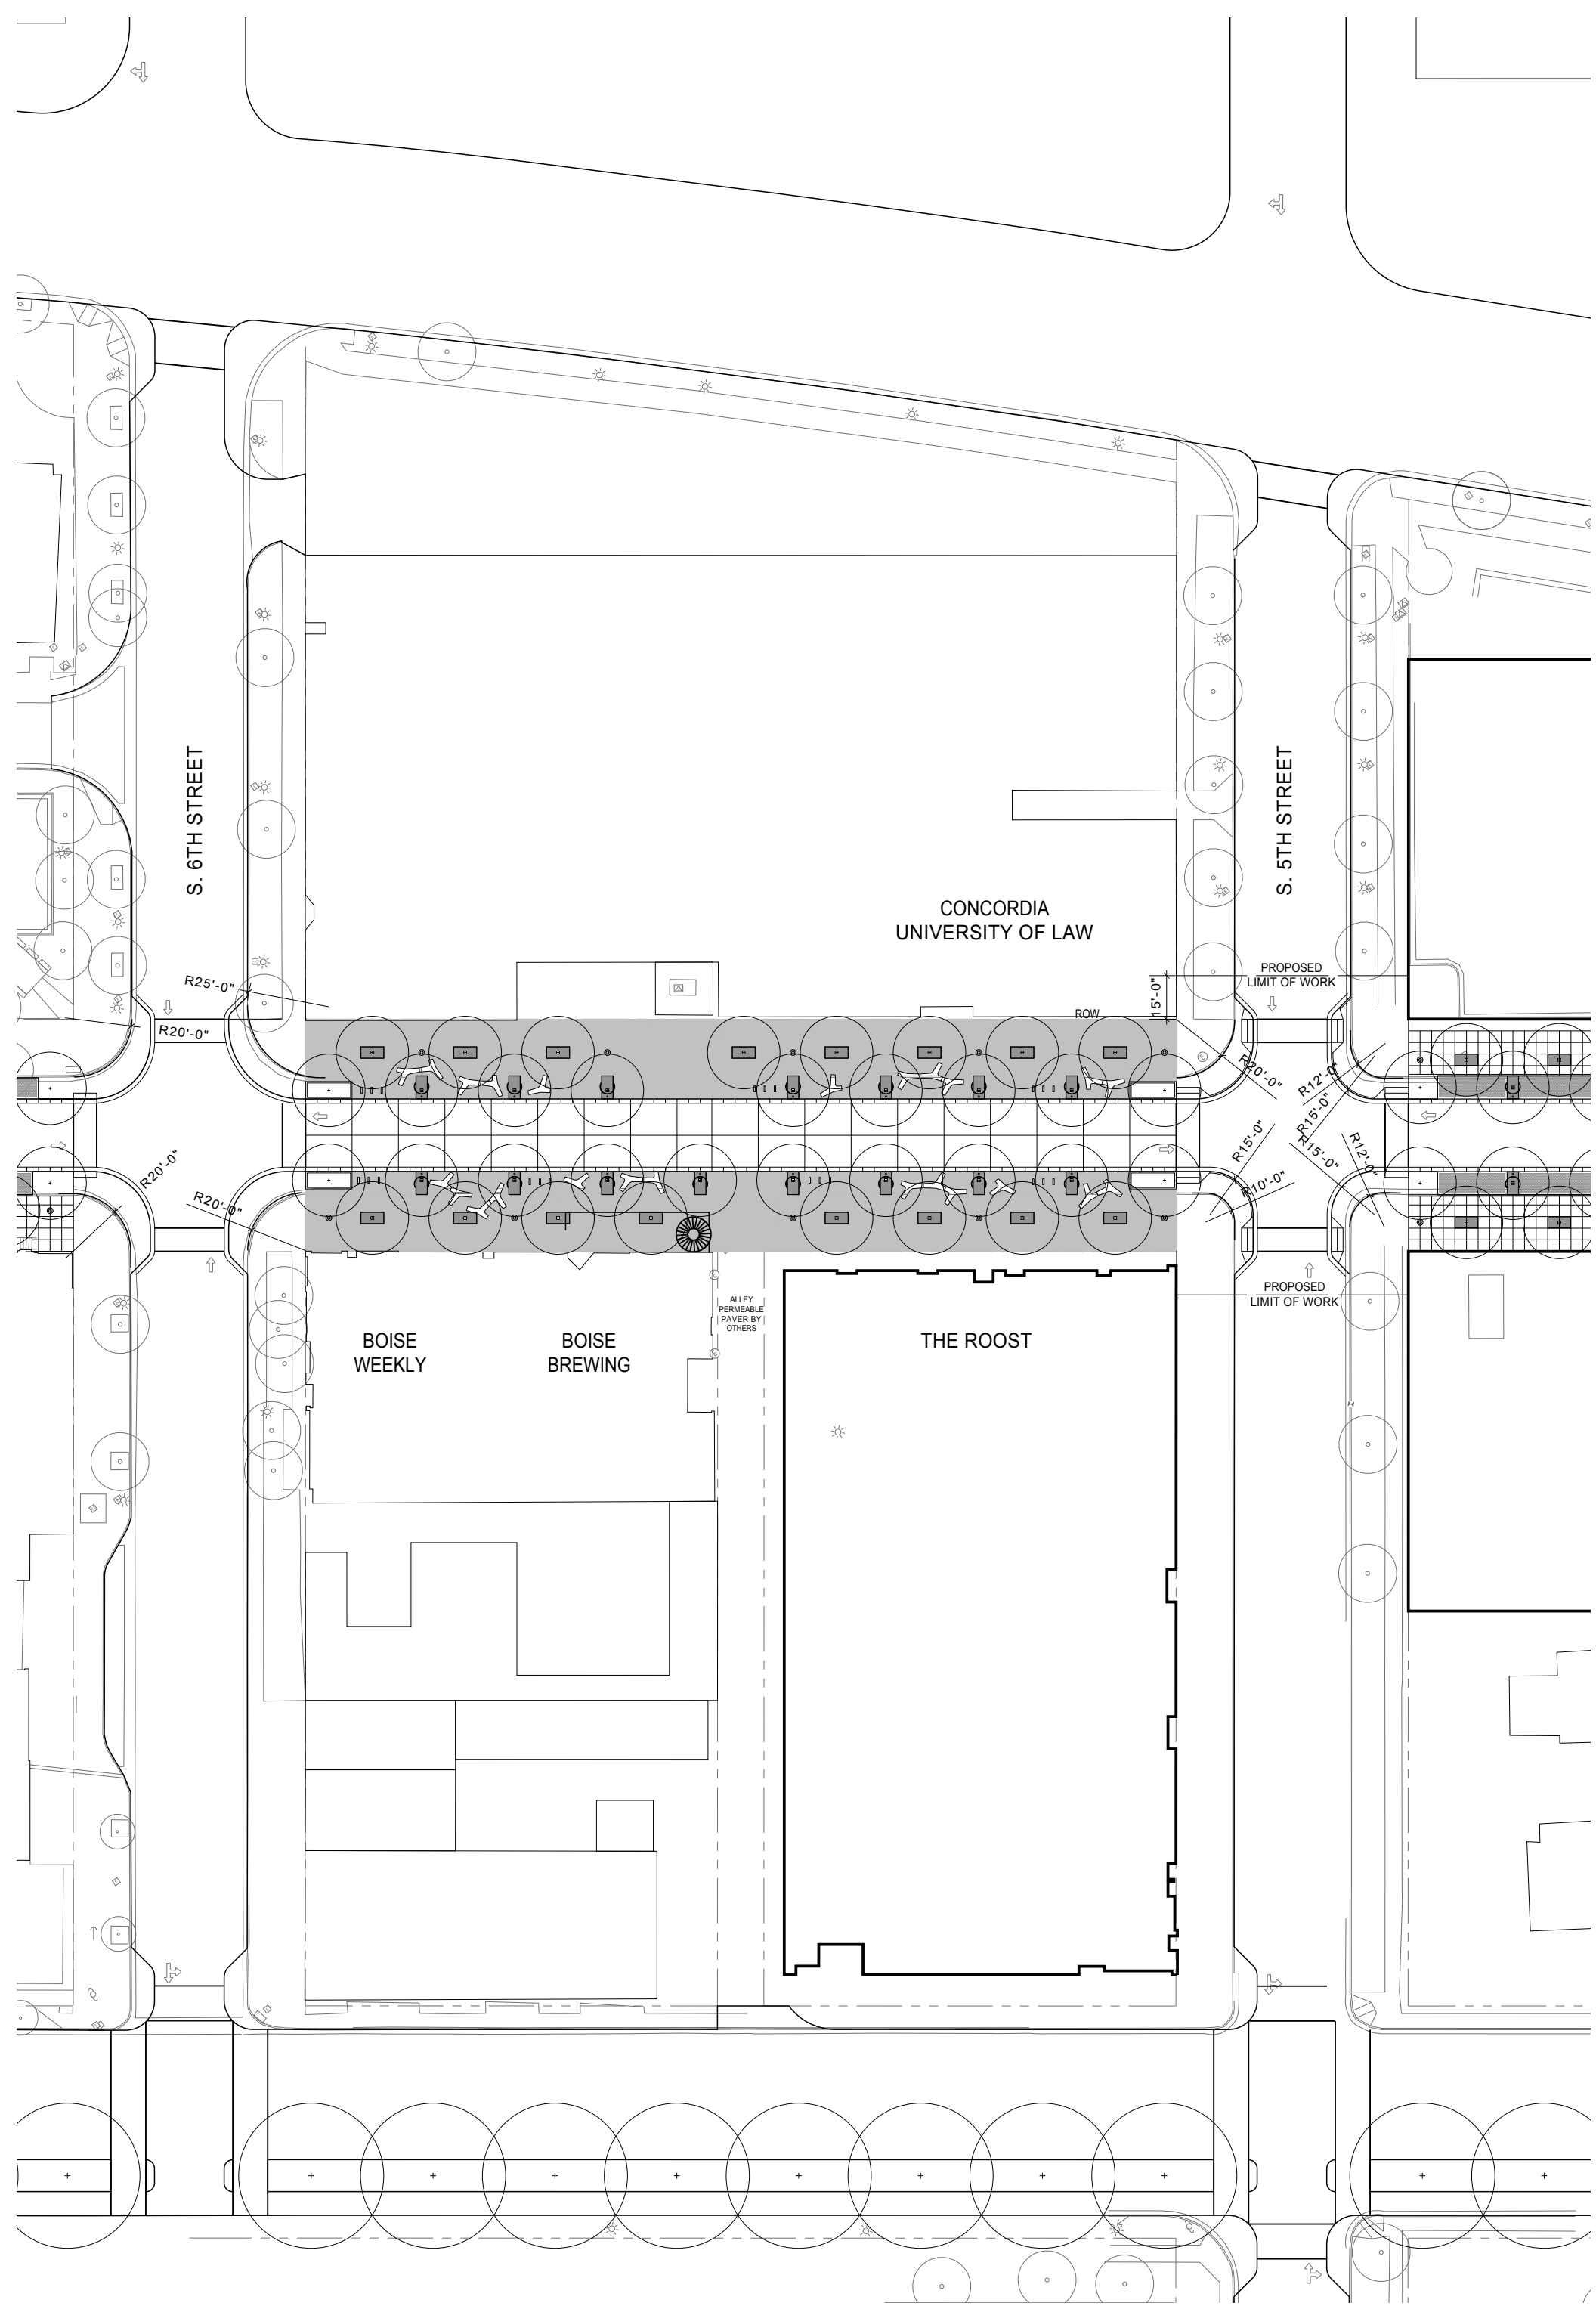 S. 6TH STREET
S. 5TH STREET
CONCORDIA
UNIVERSITY OF LAW
PROPOSED
LIMIT OF WORK
R25'-0"
R20'-0"
15'-0"
ROW
R20'-0"
R12'-0"
R15'-0"
R15'-0"
R15'-0"
R12'-0"
R10'-0"
R20'-0"
R20'-0"
PROPOSED
LIMIT OF WORK
ALLEY
PERMEABLE
PAVER BY
OTHERS
BOISE
WEEKLY
BOISE
BREWING
THE ROOST